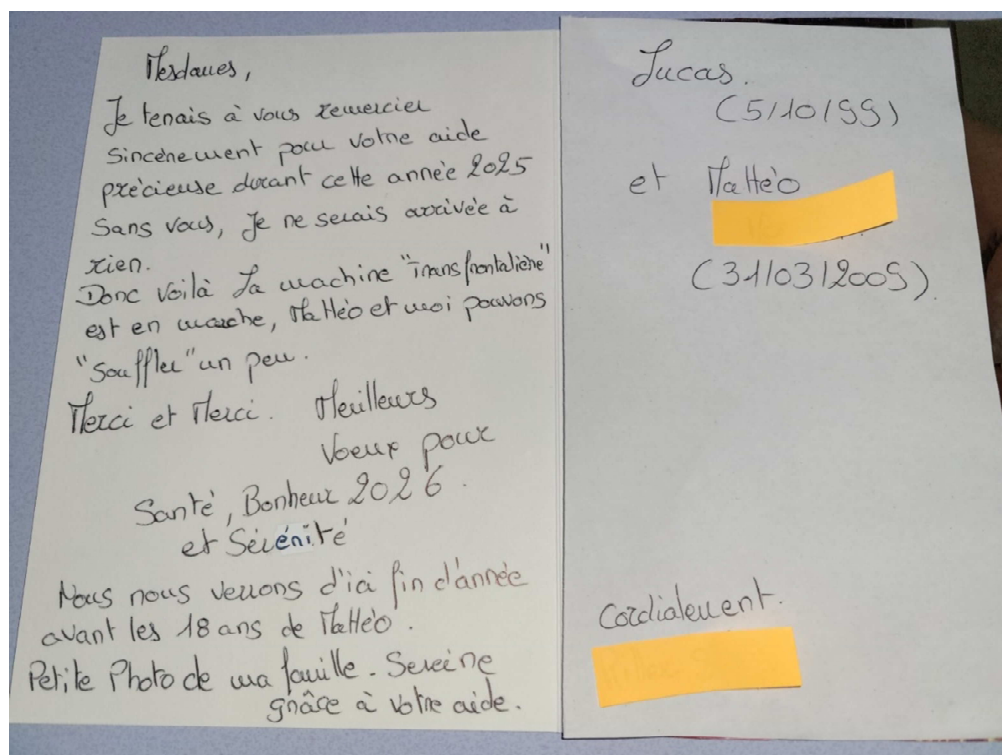 Mesdames,
Je tenais à vous remercier
sincèrement pour votre aide
précieuse durant cette année 2025
Sans vous, Je ne serais arrivée à
rien.
Donc voilà La machine "transfrontalière"
est en marche, Mattéo et moi pouvons
"souffler" un peu.
Merci et Merci. Meilleurs
Voeux pour
2026.
Santé, Bonheur
et Sérénité
Nous nous verrons d'ici fin d'année
avant les 18 ans de Mattéo.
Petite Photo de ma famille. Sereine
grâce à votre aide.
Lucas.
(5/10/99)
et Mattéo
(31/03/2009).
Cordialement.